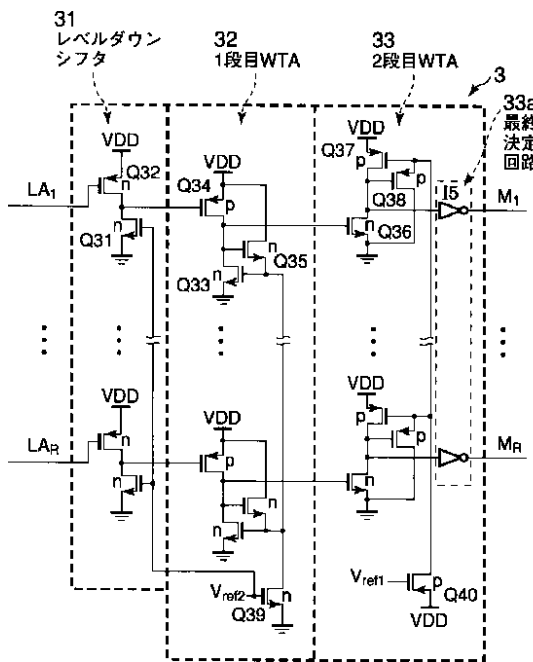 31
レベルダウン
シフタ
32
1段目WTA
33
2段目WTA
3
33a
最終
決定
回路
VDD
Q32
n
LA1
n
Q31
VDD
Q34
p
n
Q35
n
Q33
VDD
Q37
p
p
Q38
n
Q36
I5
M1
VDD
n
LAR
n
VDD
p
n
n
VDD
p
p
n
MR
Vref2
n
Q39
Vref1
p
Q40
VDD